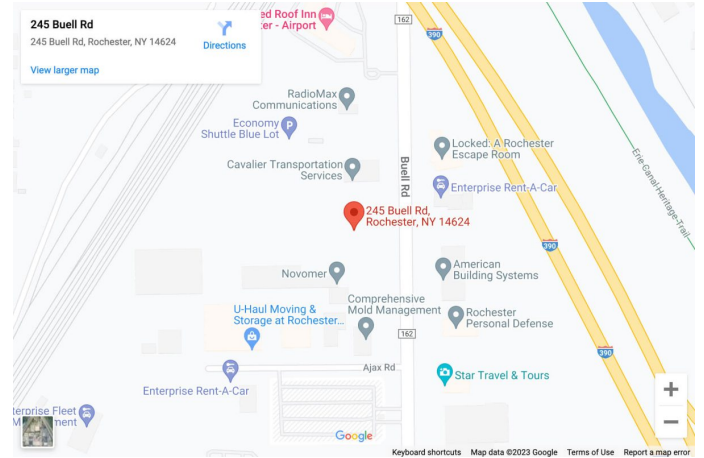 245 Buell Rd
245 Buell Rd, Rochester, NY 14624
Directions
View larger map
ed Roof Inn
ter - Airport
162
390
RadioMax
Communications
Economy
Shuttle Blue Lot
P
Locked: A Rochester
Escape Room
Cavalier Transportation
Services
Buell Rd
Enterprise Rent-A-Car
Erie Canal Heritage Trail
245 Buell Rd,
Rochester, NY 14624
390
American
Building Systems
Novomer
Comprehensive
Mold Management
U-Haul Moving &
Storage at Rochester...
Rochester
Personal Defense
162
390
Ajax Rd
Star Travel & Tours
Enterprise Rent-A-Car
terprise Fleet
M ment
+
−
Google
Keyboard shortcuts Map data ©2023 Google Terms of Use Report a map error